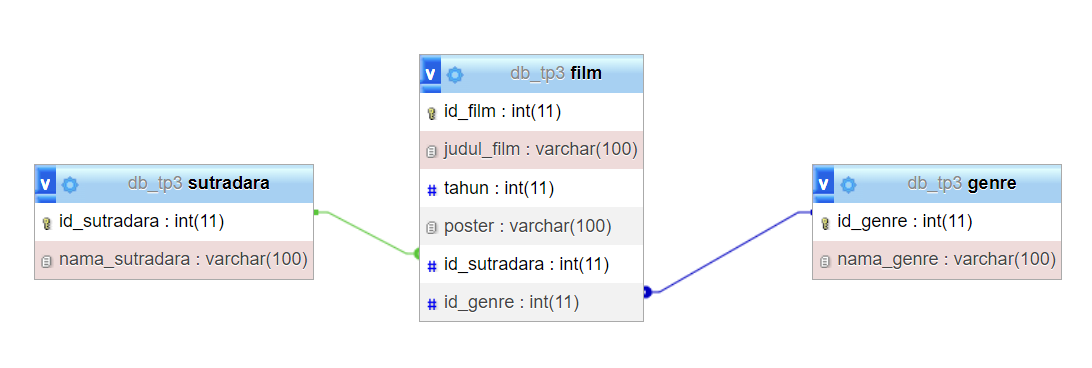 v db_tp3 sutradara
id_sutradara : int(11)
nama_sutradara : varchar(100)
v db_tp3 film
id_film : int(11)
judul_film : varchar(100)
# tahun : int(11)
poster : varchar(100)
# id_sutradara : int(11)
# id_genre : int(11)
v db_tp3 genre
id_genre : int(11)
nama_genre : varchar(100)